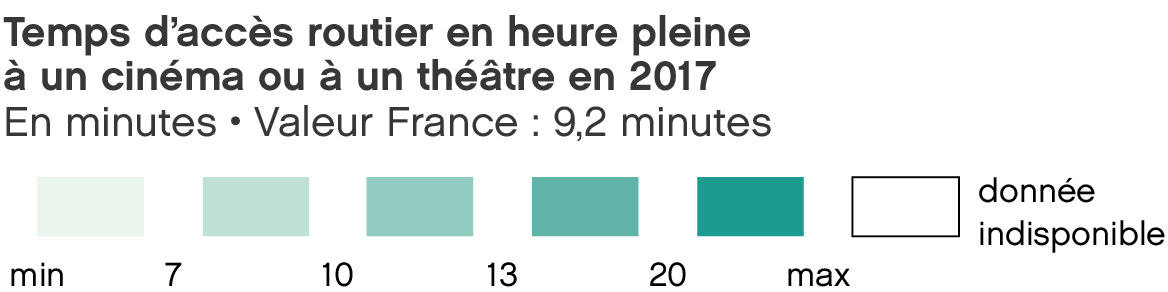 Temps d’accès routier en heure pleine
à un cinéma ou à un théâtre en 2017
En minutes • Valeur France : 9,2 minutes
donnée
indisponible
min 7 10 13 20 max